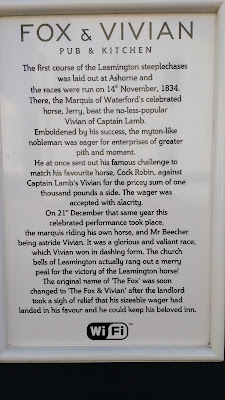 FOX & VIVIAN
PUB & KITCHEN
The first course of the Leamington steeplechases
was laid out at Ashorne and
the races were run on 14th November, 1834.
There, the Marquis of Waterford's celebrated
horse, Jerry, beat the no-less-popular
Vivian of Captain Lamb.
Emboldened by his success, the myton-like
nobleman was eager for enterprises of greater
pith and moment.
He at once sent out his famous challenge to
match his favourite horse, Cock Robin, against
Captain Lamb's Vivian for the pricey sum of one
thousand pounds a side. The wager was
accepted with alacrity.
On 21st December that same year this
celebrated performance took place,
the marquis riding his own horse, and Mr Beecher
being astride Vivian. It was a glorious and valiant race,
which Vivian won in dashing form. The church
bells of Leamington actually rang out a merry
peal for the victory of the Leamington horse!
The original name of 'The Fox' was soon
changed to 'The Fox & Vivian' after the landlord
took a sigh of relief that his sizeable wager had
landed in his favour and he could keep his beloved inn.
WiFi